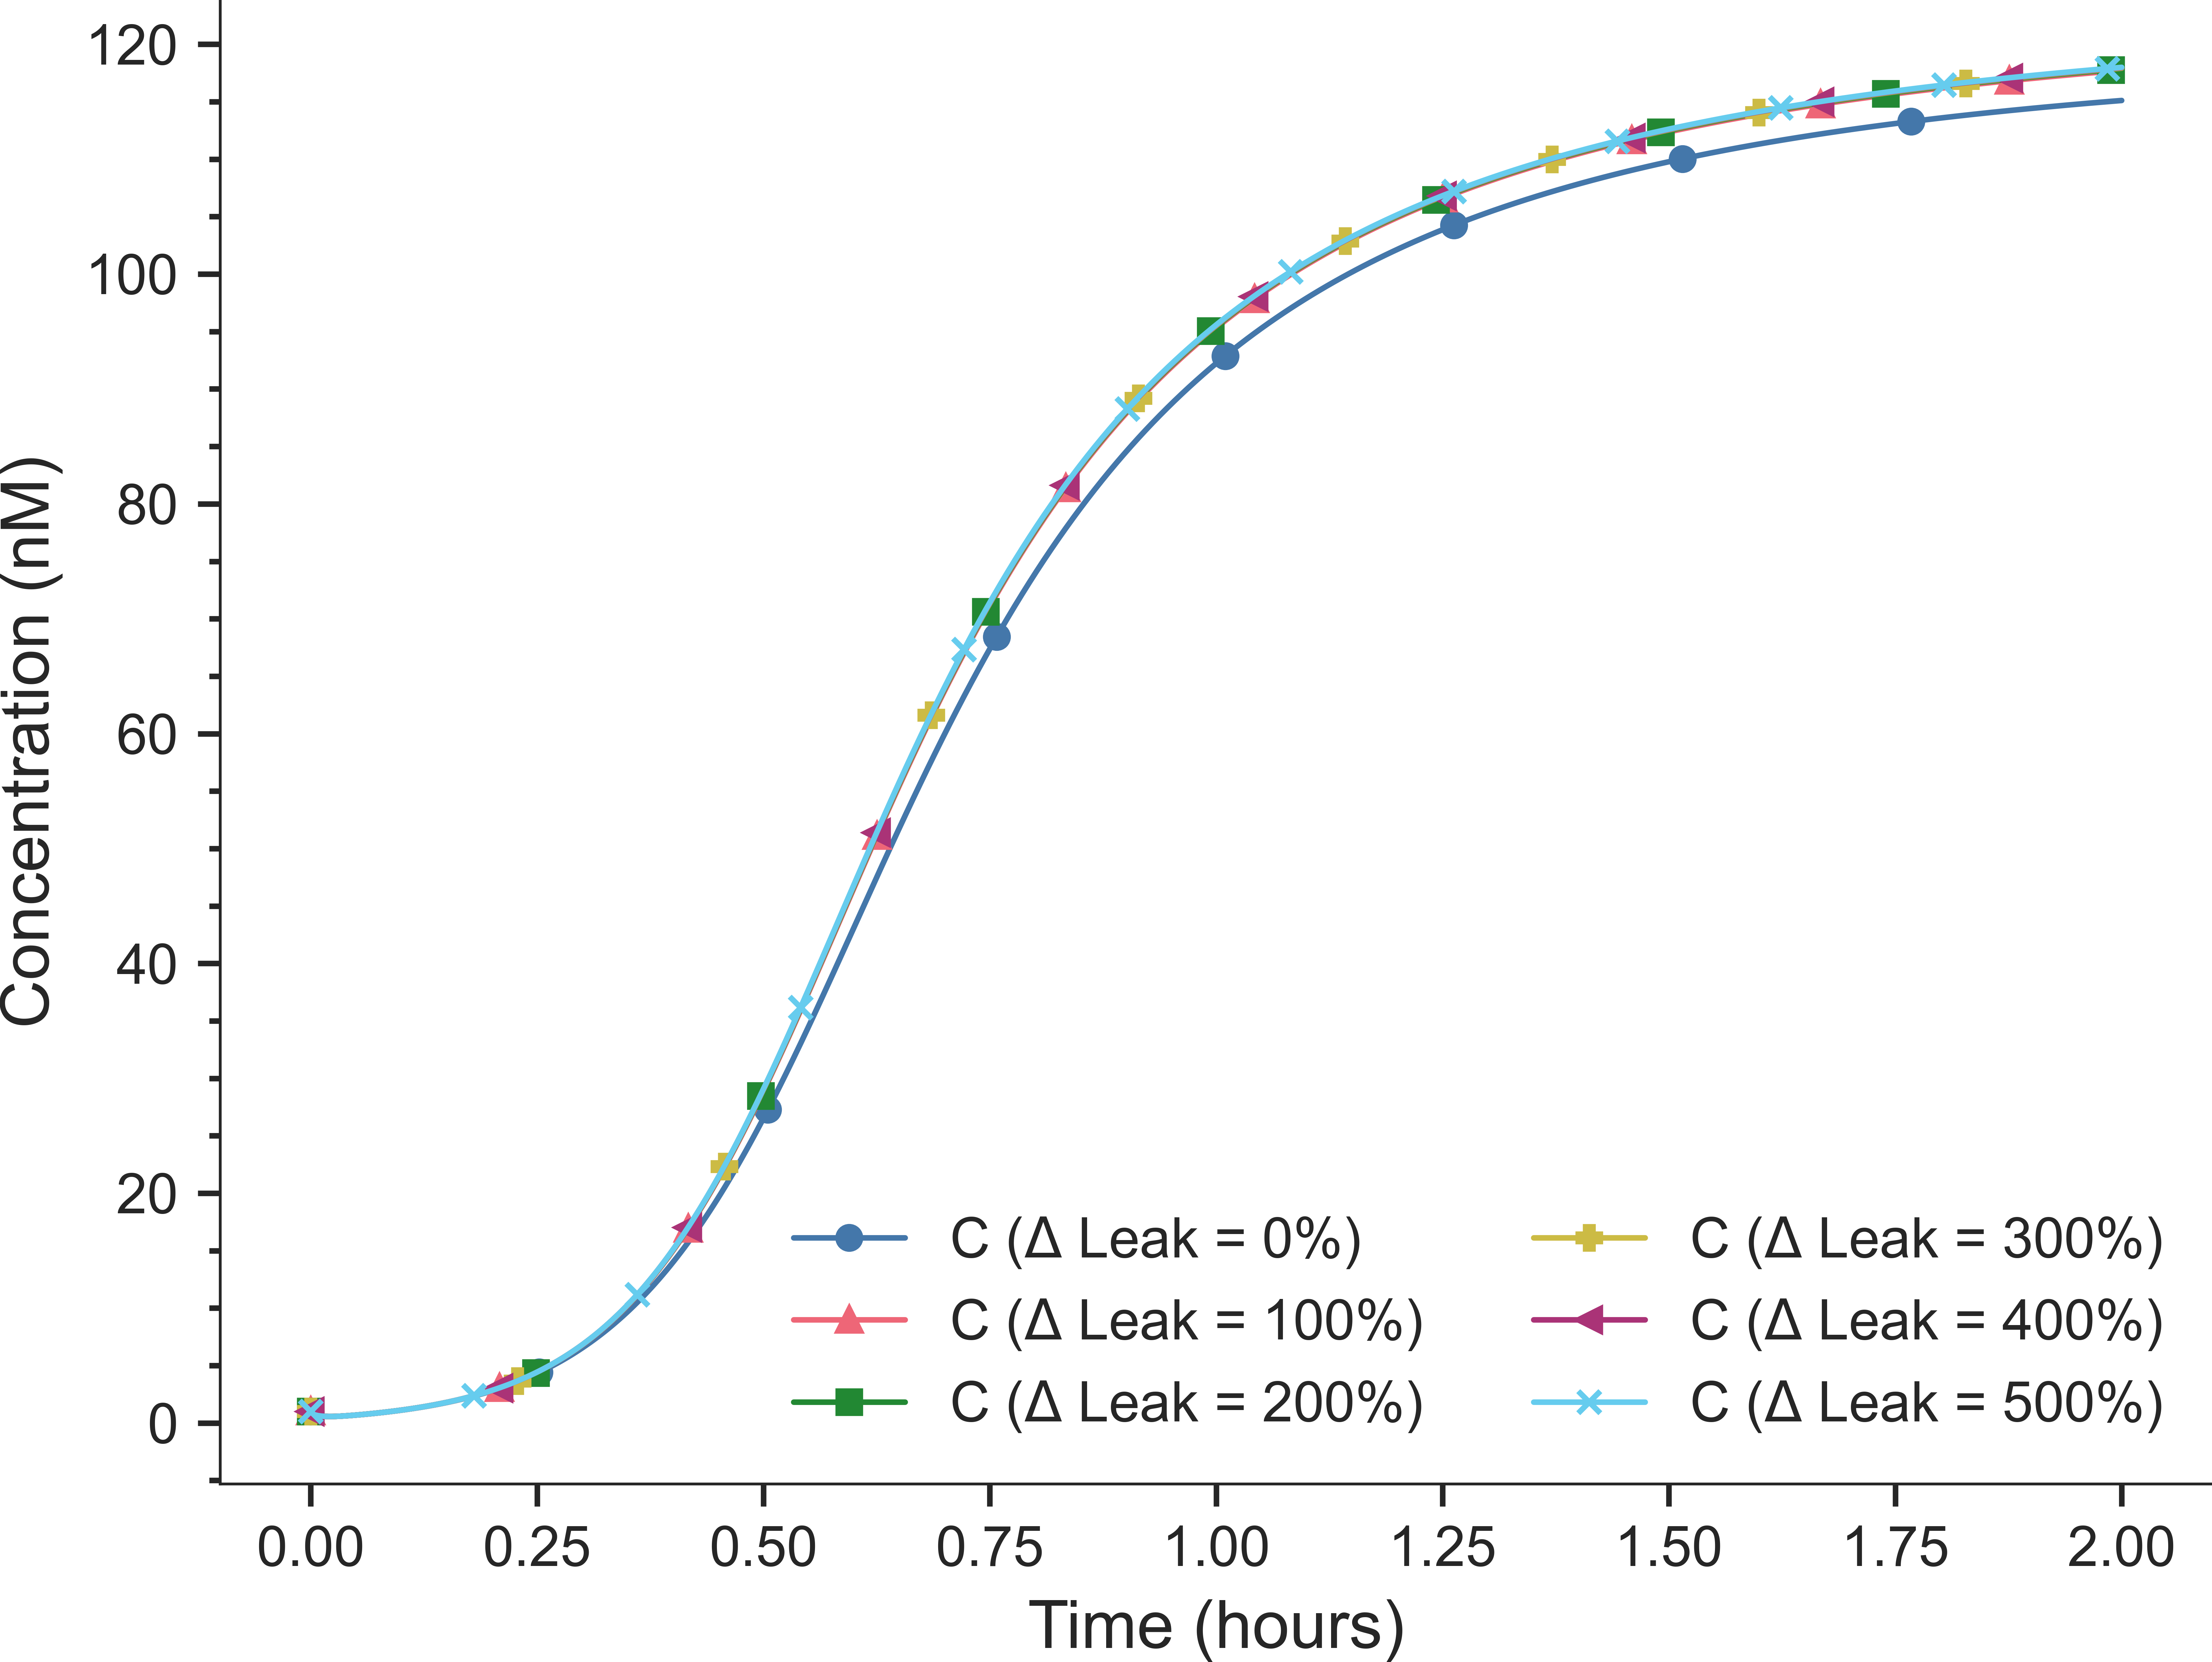 120
100
80
60
40
20
0
Concentration (nM)
C (Δ Leak = 0%)
C (Δ Leak = 100%)
C (Δ Leak = 200%)
C (Δ Leak = 300%)
C (Δ Leak = 400%)
C (Δ Leak = 500%)
0.00 0.25 0.50 0.75 1.00 1.25 1.50 1.75 2.00
Time (hours)